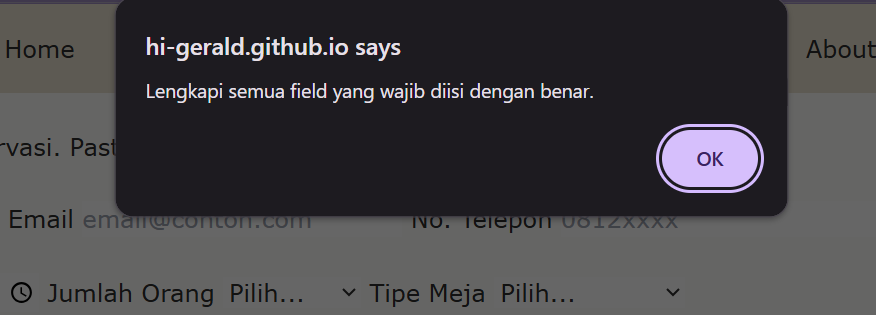 hi-gerald.github.io says
Lengkapi semua field yang wajib diisi dengan benar.
OK
Home
About
rvasi. Past
Email email@conton.com
No. Telepon 0812xxxx
Jumlah Orang Pilih...
Tipe Meja Pilih...